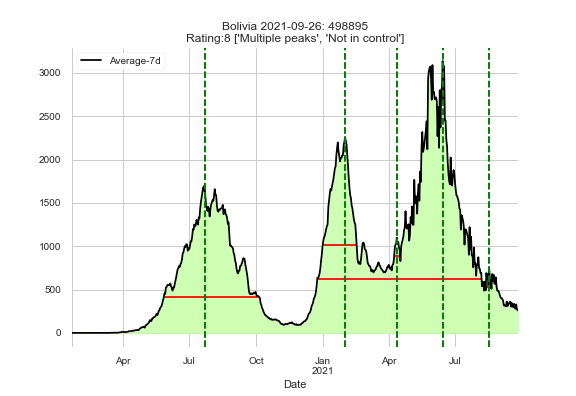 Bolivia 2021-09-26: 498895
Rating:8 ['Multiple peaks', 'Not in control']
Average-7d
3000
2500
2000
1500
1000
500
0
Apr Jul Oct Jan Apr Jul
2021
Date